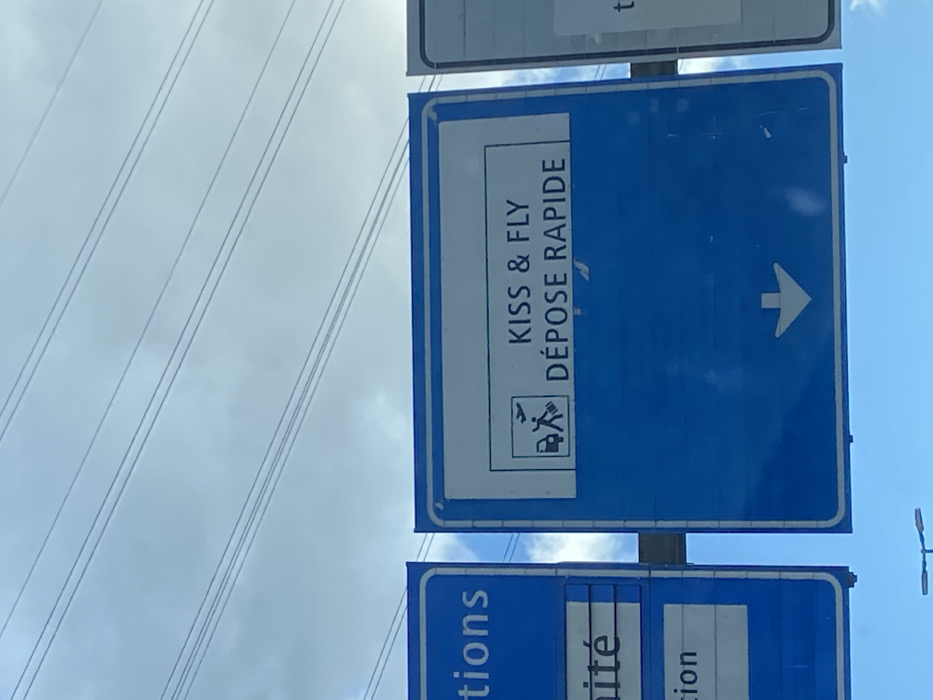 KISS & FLY
DÉPOSE RAPIDE